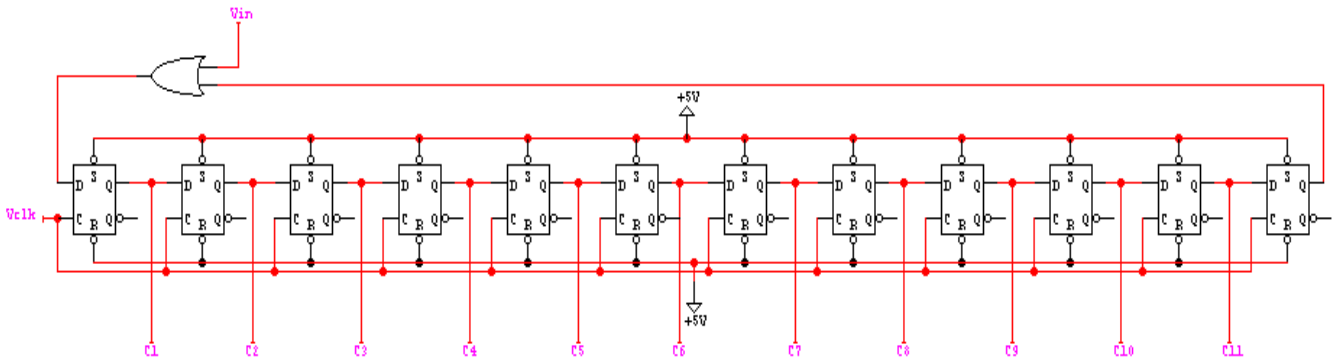 Vin
+5V
S S S S S S S S S S S S
D Q D Q D Q D Q D Q D Q D Q D Q D Q D Q D Q D Q
Vclk C Q C Q C Q C Q C Q C Q C Q C Q C Q C Q C Q C Q
R R R R R R R R R R R R
+5V
C1 C2 C3 C4 C5 C6 C7 C8 C9 C10 C11